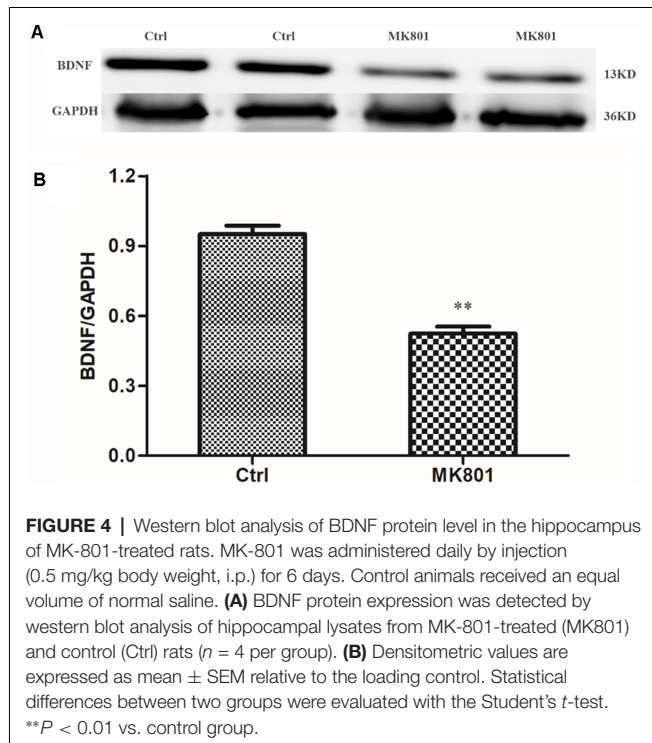 A
Ctrl Ctrl MK801 MK801
BDNF 13KD
GAPDH 36KD
B
1.2
0.9
0.6
0.3
0.0
BDNF/GAPDH
**
Ctrl MK801
FIGURE 4 | Western blot analysis of BDNF protein level in the hippocampus
of MK-801-treated rats. MK-801 was administered daily by injection
(0.5 mg/kg body weight, i.p.) for 6 days. Control animals received an equal
volume of normal saline. (A) BDNF protein expression was detected by
western blot analysis of hippocampal lysates from MK-801-treated (MK801)
and control (Ctrl) rats (n = 4 per group). (B) Densitometric values are
expressed as mean ± SEM relative to the loading control. Statistical
differences between two groups were evaluated with the Student's t-test.
**P < 0.01 vs. control group.